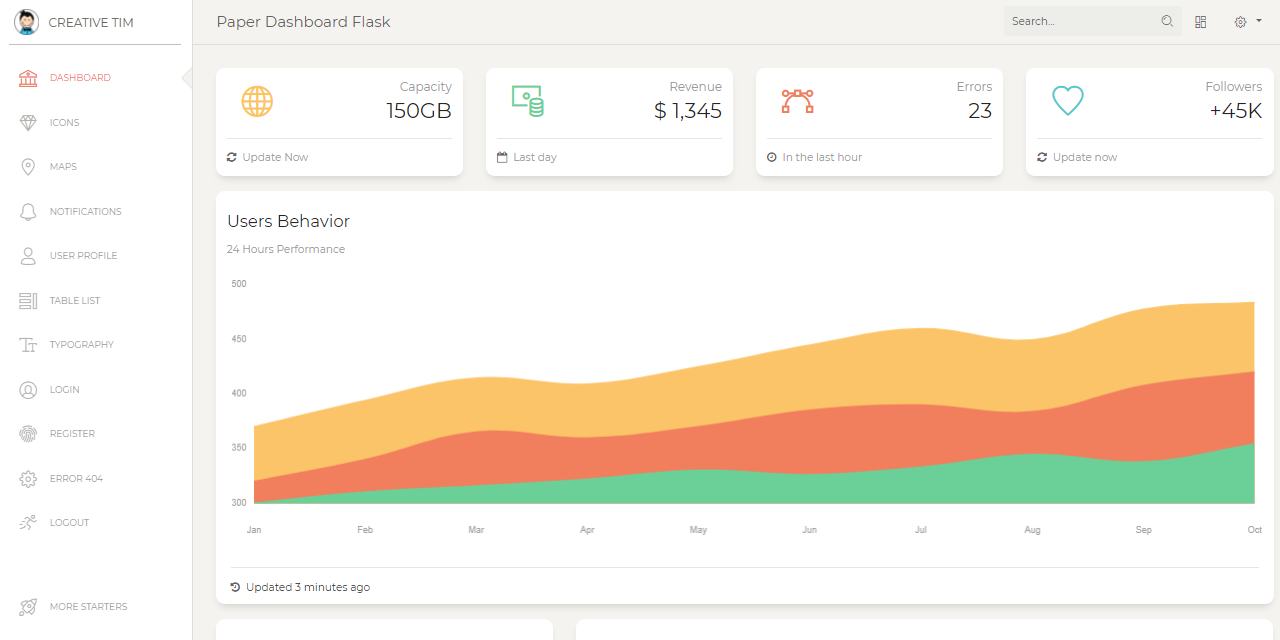 CREATIVE TIM
DASHBOARD
ICONS
MAPS
NOTIFICATIONS
USER PROFILE
TABLE LIST
TYPOGRAPHY
LOGIN
REGISTER
ERROR 404
LOGOUT
MORE STARTERS
Paper Dashboard Flask
Search...
Capacity
150GB
Update Now
Revenue
$ 1,345
Last day
Errors
23
In the last hour
Followers
+45K
Update now
Users Behavior
24 Hours Performance
500
450
400
350
300
Jan Feb Mar Apr May Jun Jul Aug Sep Oct
Updated 3 minutes ago